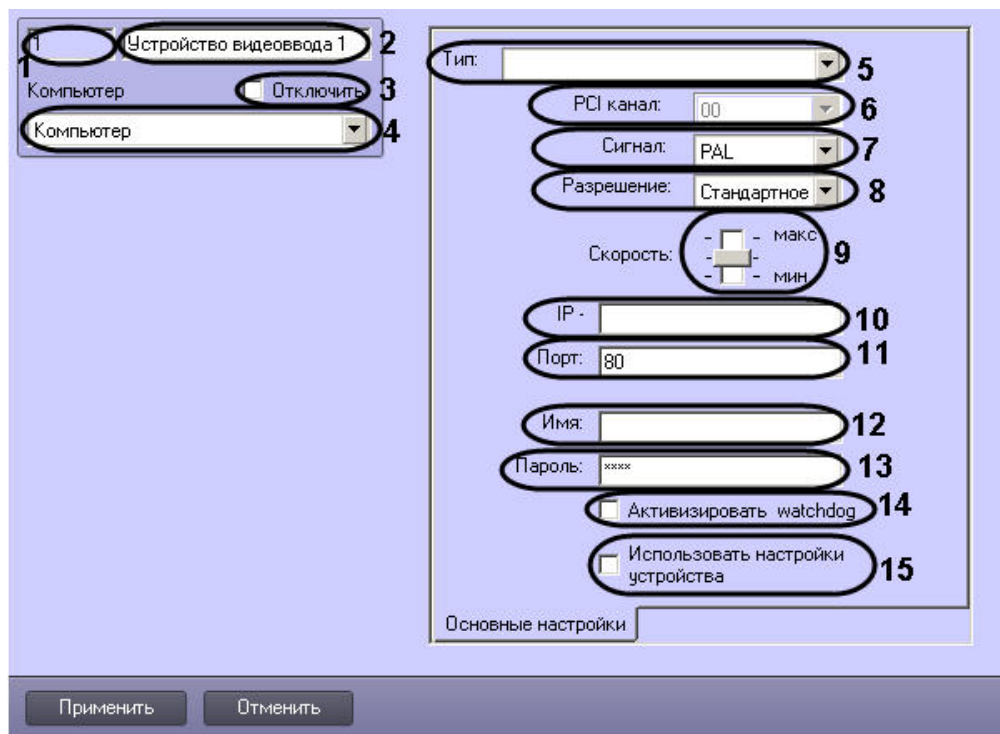 1 Устройство видеоввода 1 2
1
Компьютер Отключить 3
Компьютер 4
Тип: 5
PCI канал: 00 6
Сигнал: PAL 7
Разрешение: Стандартное 8
Скорость: - - макс - - - - мин 9
IP - 10
Порт: 80 11
Имя: 12
Пароль: **** 13
Активизировать watchdog 14
Использовать настройки
устройства 15
Основные настройки
Применить Отменить